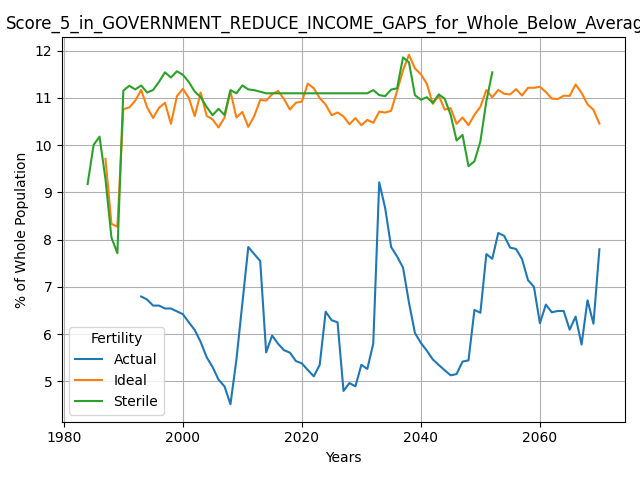 Score_5_in_GOVERNMENT_REDUCE_INCOME_GAPS_for_Whole_Below_Averag
12
11
10
9
8
7
6
5
% of Whole Population
Fertility
Actual
Ideal
Sterile
1980 2000 2020 2040 2060
Years